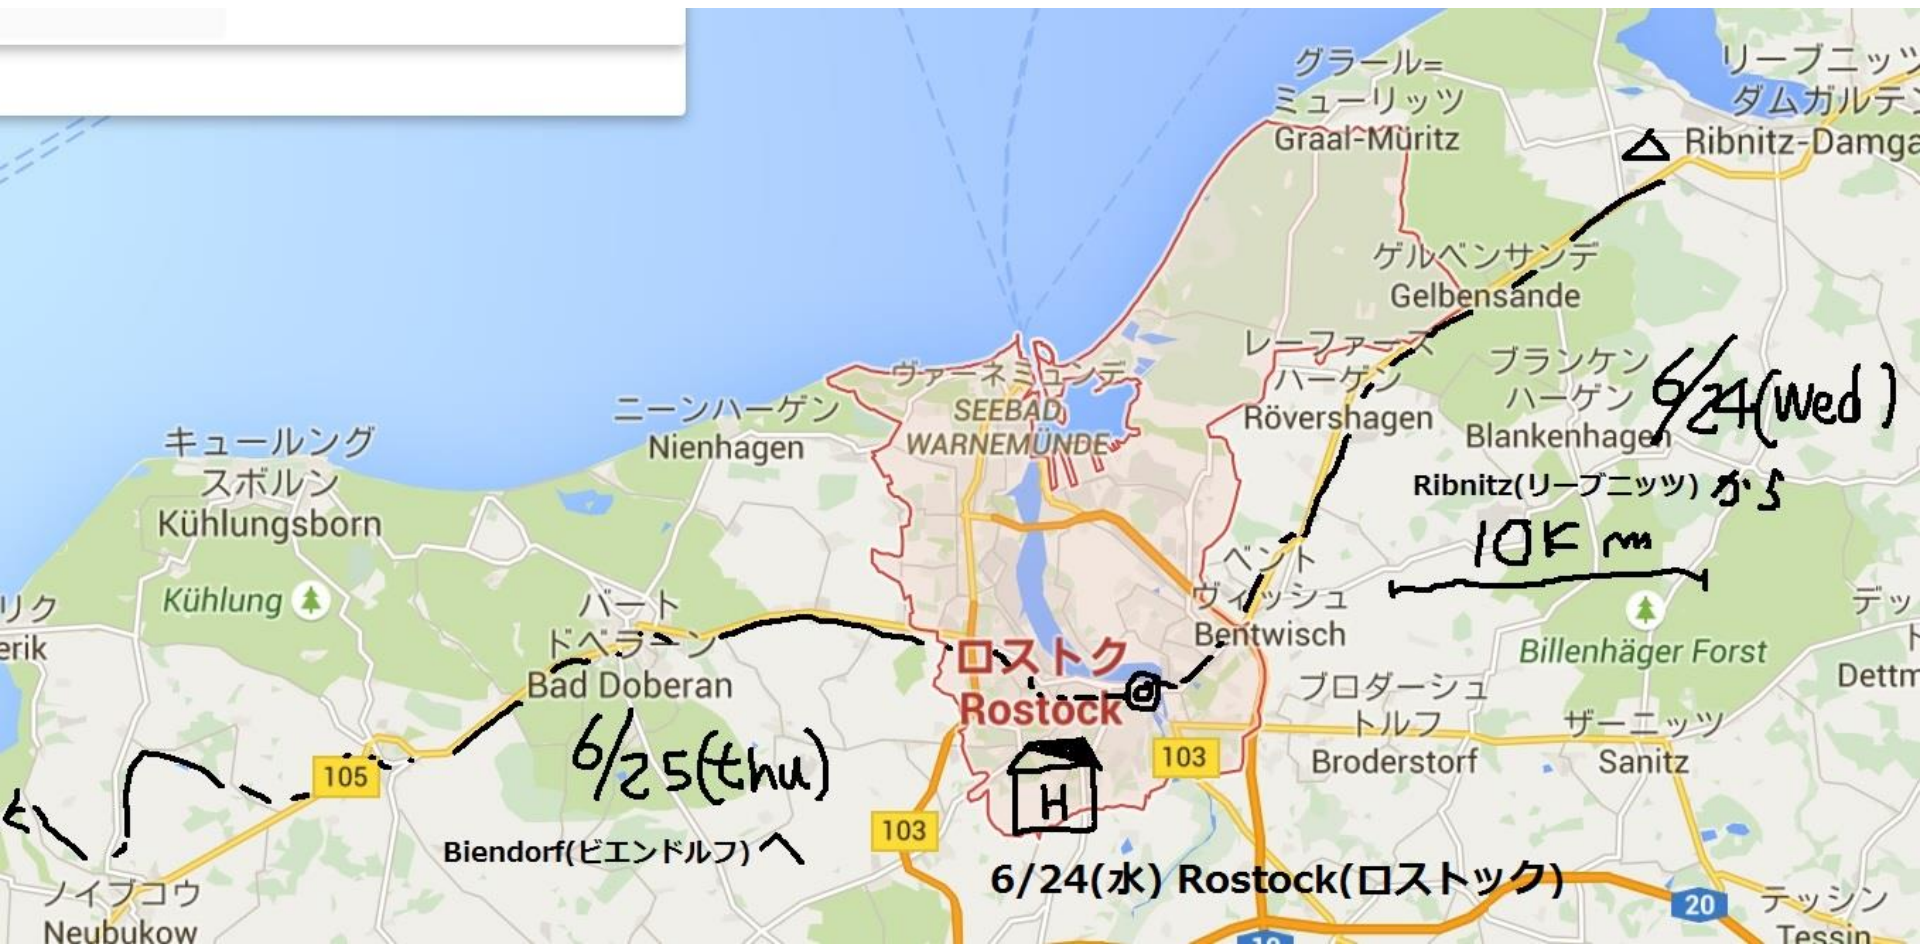 グラール=
ミューリッツ
Graal-Müritz
リーブニッツ
ダムガルテン
Ribnitz-Damga
ゲルベンサンデ
Gelbensande
レーファース
ハーゲン
Rövershagen
ブランケン
ハーゲン
Blankenhagen
6/24(Wed)
Ribnitz(リーブニッツ)から
10Km
ヴァーネミュンデ
SEEBAD
WARNEMÜNDE
ニーンハーゲン
Nienhagen
キュールング
スボルン
Kühlungsborn
Kühlung
リク
erik
バート
ドベラーン
Bad Doberan
ベント
ヴィッシュ
Bentwisch
Billenhäger Forst
デッ
ト
Dettm
ロストク
Rostock
ブロダーシュ
トルフ
Broderstorf
ザーニッツ
Sanitz
105
103
103
H
6/25(thu)
Biendorf(ビエンドルフ)へ
6/24(水) Rostock(ロストック)
ノイブコウ
Neubukow
20
19
テッシン
Tessin